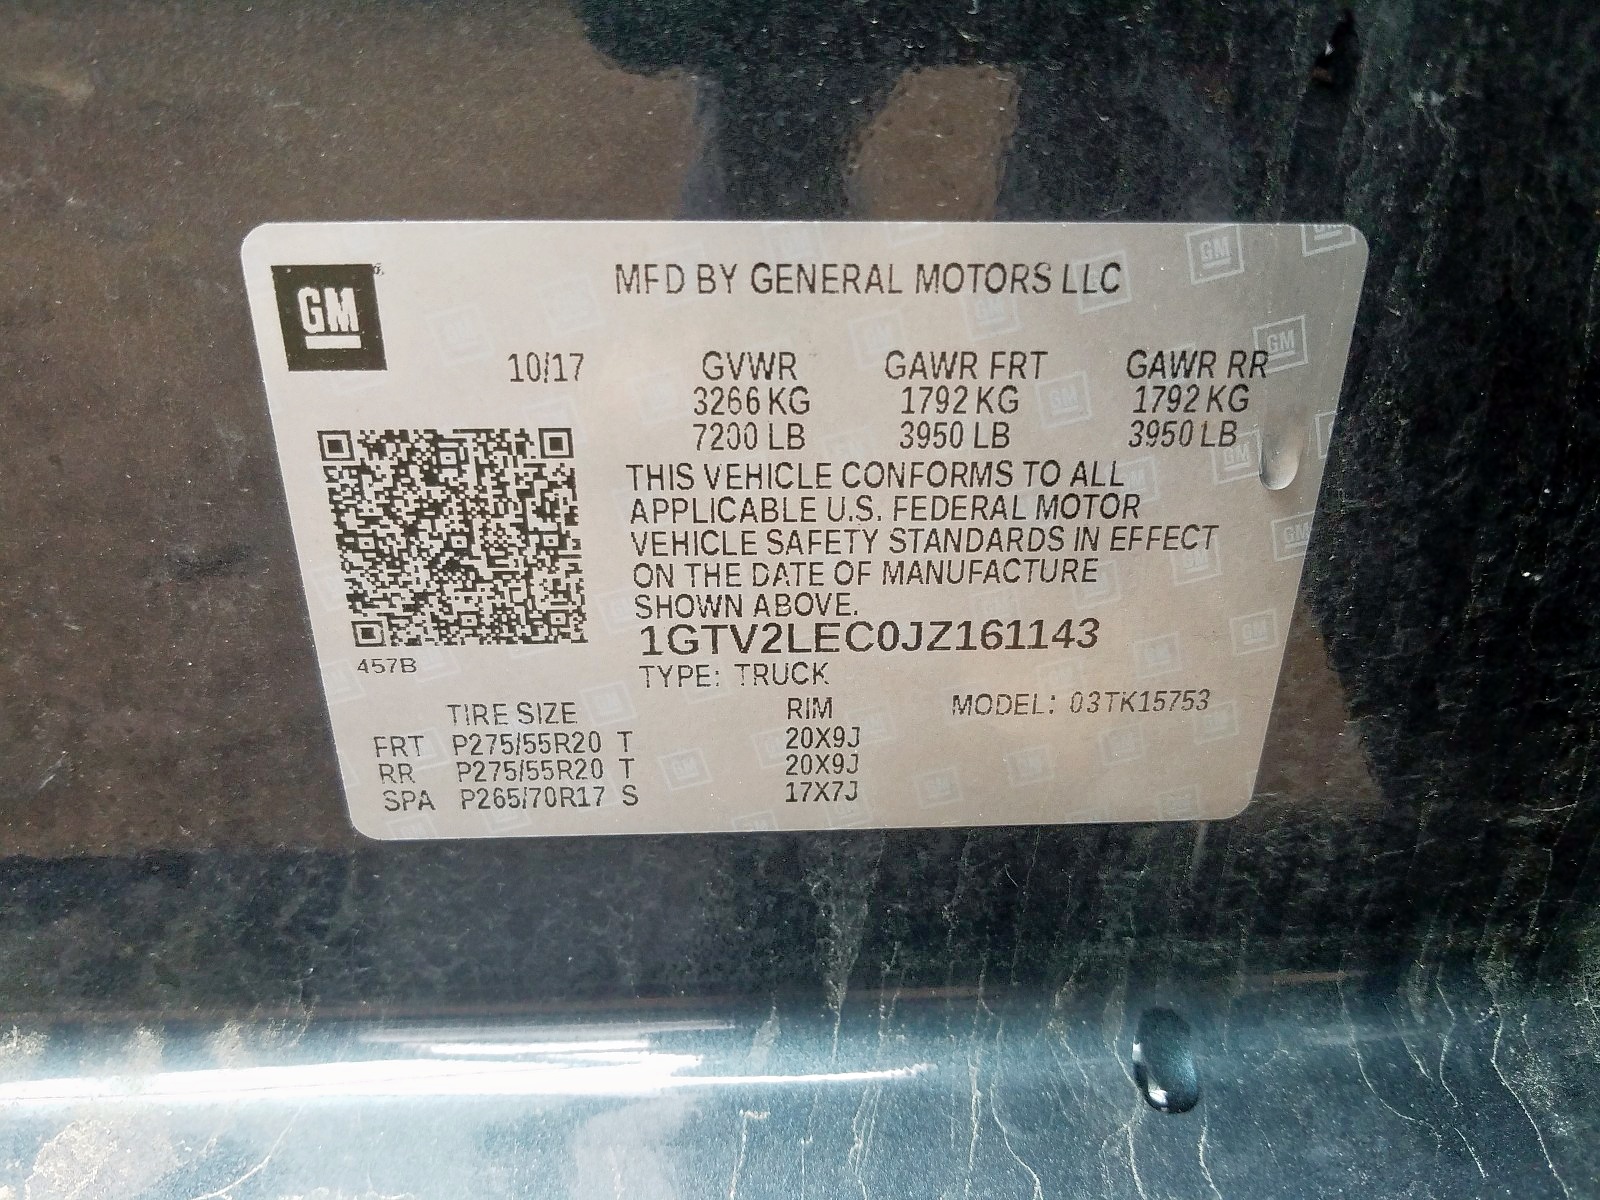 GM
MFD BY GENERAL MOTORS LLC
10/17 GVWR GAWR FRT GAWR RR
3266 KG 1792 KG 1792 KG
7200 LB 3950 LB 3950 LB
THIS VEHICLE CONFORMS TO ALL
APPLICABLE U.S. FEDERAL MOTOR
VEHICLE SAFETY STANDARDS IN EFFECT
ON THE DATE OF MANUFACTURE
SHOWN ABOVE.
1GTV2LEC0JZ161143
457B
TYPE: TRUCK
MODEL: 03TK15753
TIRE SIZE RIM
FRT P275/55R20 T 20X9J
RR P275/55R20 T 20X9J
SPA P265/70R17 S 17X7J